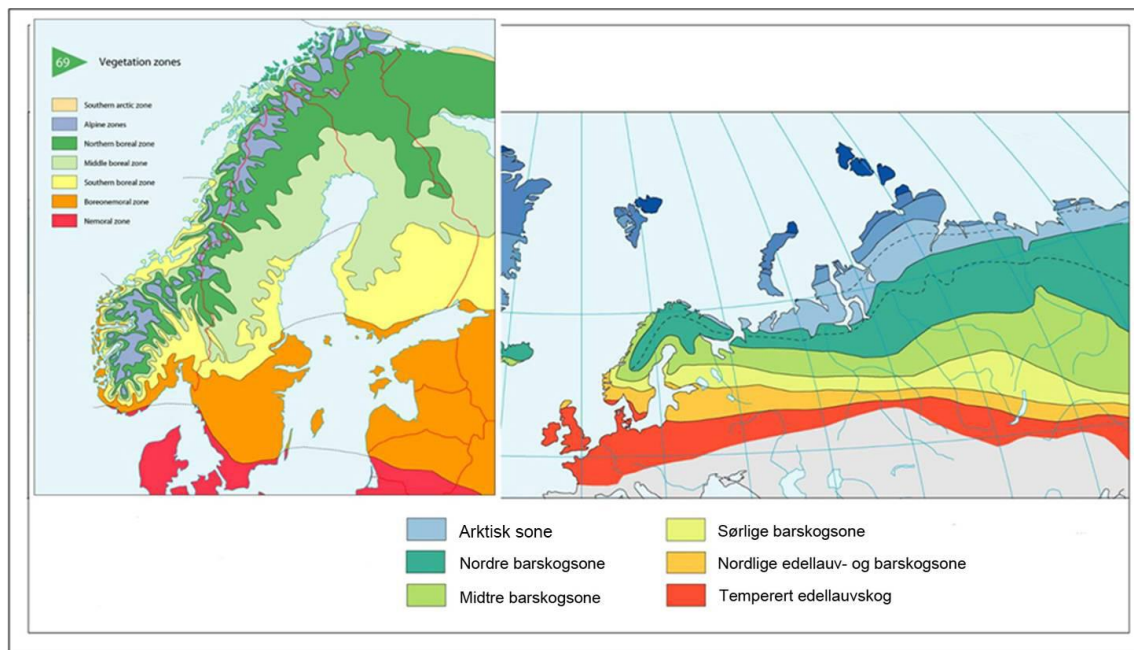 69
Vegetation zones
Southern arctic zone
Alpine zones
Northern boreal zone
Middle boreal zone
Southern boreal zone
Boreonemoral zone
Nemoral zone
Arktisk sone
Nordre barskogsone
Midtre barskogsone
Sørlige barskogsone
Nordlige edellauv- og barskogsone
Temperert edellauvskog